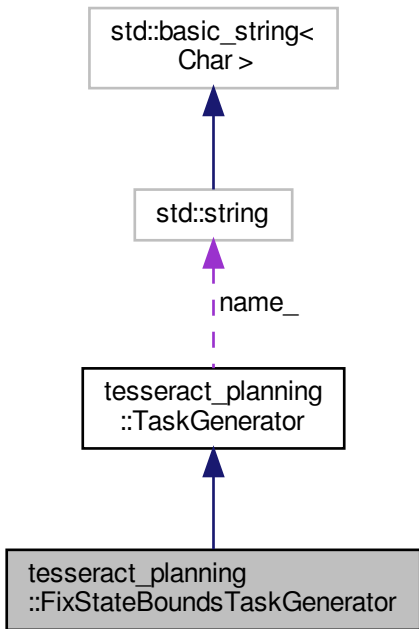 std::basic_string<
Char >
std::string
name_
tesseract_planning
::TaskGenerator
tesseract_planning
::FixStateBoundsTaskGenerator